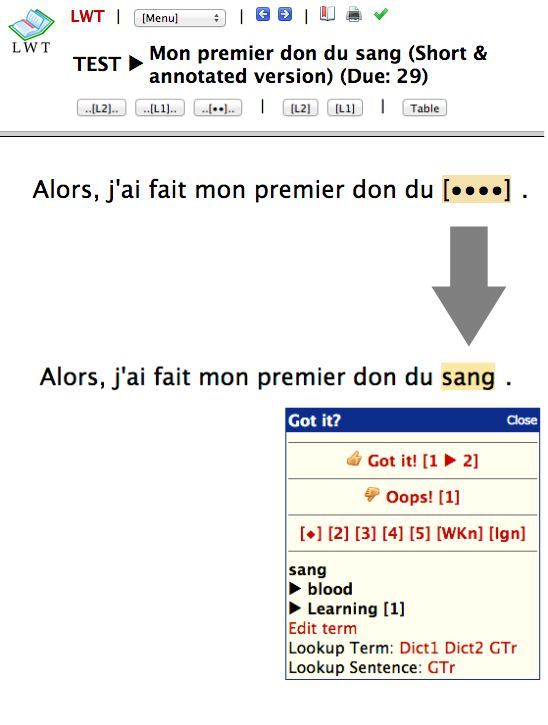 LWT | [Menu] | |
LWT
TEST ▶ Mon premier don du sang (Short &
annotated version) (Due: 29)
..[L2].. ..[L1].. ..[••].. | [L2] [L1] | Table
Alors, j'ai fait mon premier don du [••••] .
Alors, j'ai fait mon premier don du sang .
Got it? Close
Got it! [1 ▶ 2]
Oops! [1]
[◆] [2] [3] [4] [5] [WKn] [Ign]
sang
▶ blood
▶ Learning [1]
Edit term
Lookup Term: Dict1 Dict2 GTr
Lookup Sentence: GTr